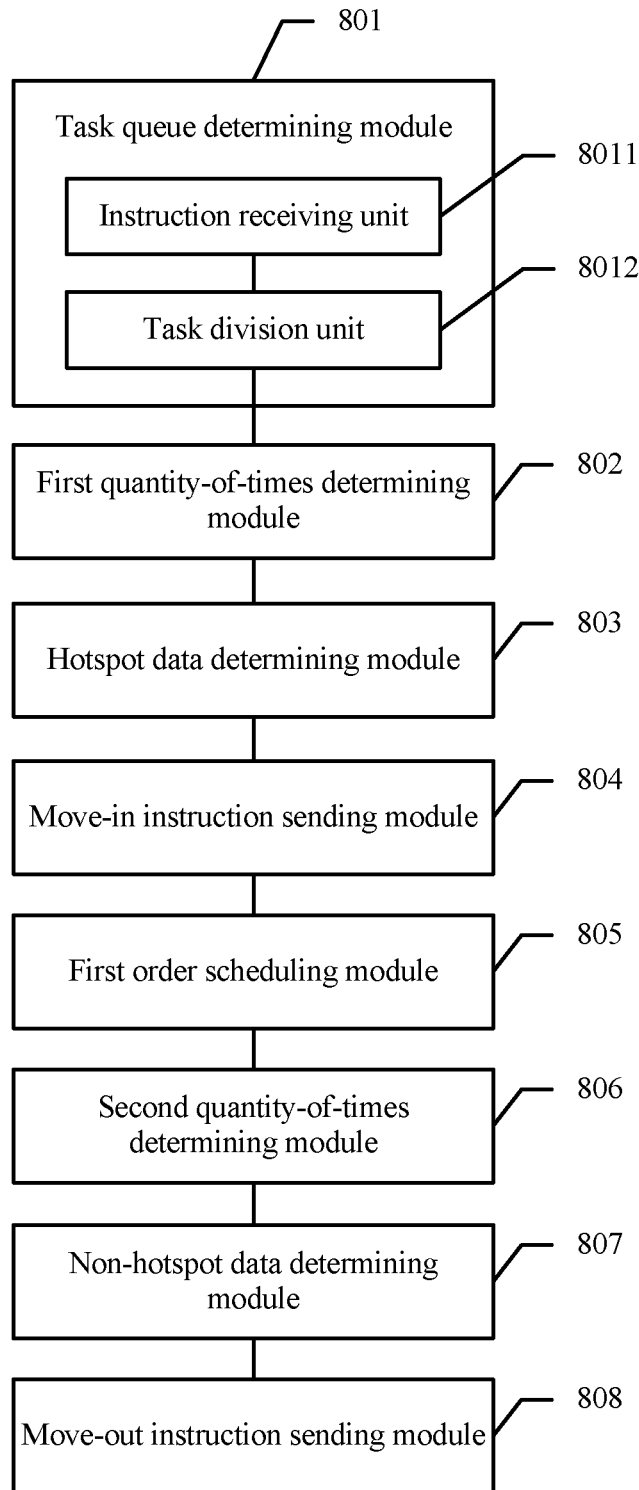 801
Task queue determining module
8011
Instruction receiving unit
8012
Task division unit
802
First quantity-of-times determining
module
803
Hotspot data determining module
804
Move-in instruction sending module
805
First order scheduling module
806
Second quantity-of-times
determining module
807
Non-hotspot data determining
module
808
Move-out instruction sending module